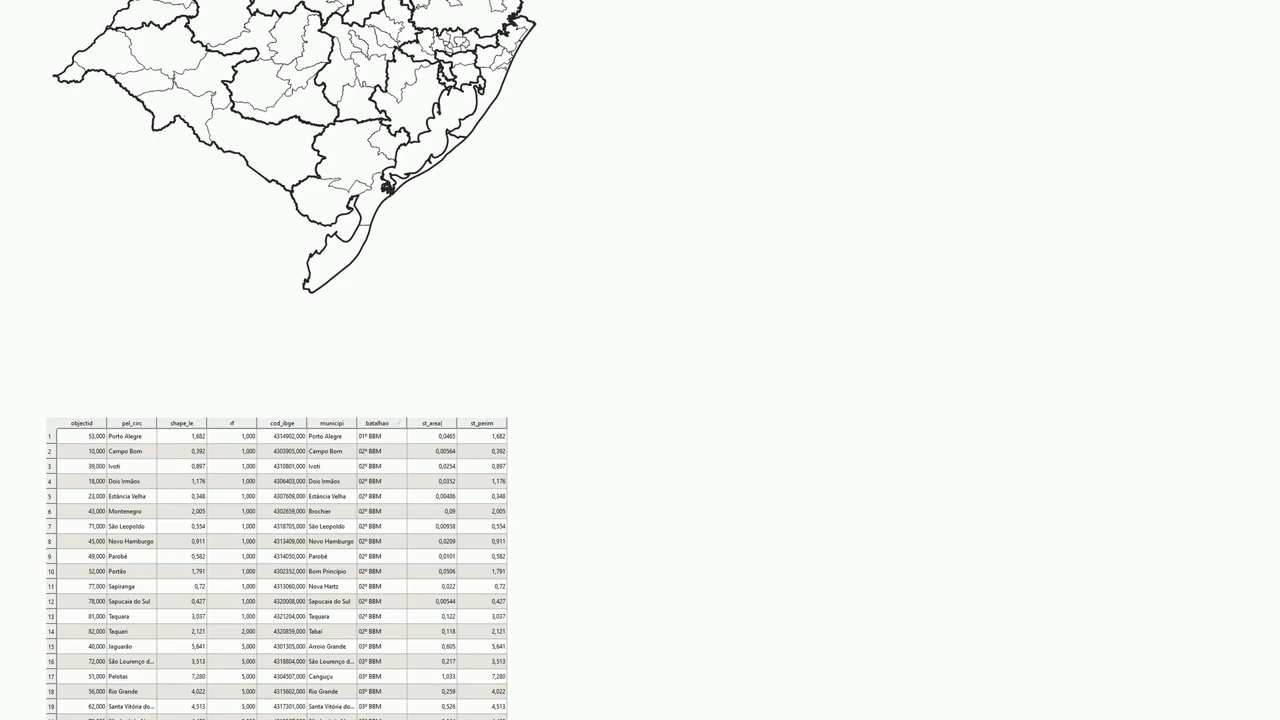 objectid pel_circ shape_le rf cod_ibge municipi batalhao st_area( st_perim
1 53,000 Porto Alegre 1,682 1,000 4314902,000 Porto Alegre 01º BBM 0,0465 1,682
2 10,000 Campo Bom 0,392 1,000 4303905,000 Campo Bom 02º BBM 0,00564 0,392
3 39,000 Ivoti 0,897 1,000 4310801,000 Ivoti 02º BBM 0,0254 0,897
4 18,000 Dois Irmãos 1,176 1,000 4306403,000 Dois Irmãos 02º BBM 0,0352 1,176
5 23,000 Estância Velha 0,348 1,000 4307609,000 Estância Velha 02º BBM 0,00486 0,348
6 43,000 Montenegro 2,005 1,000 4302659,000 Brochier 02º BBM 0,09 2,005
7 71,000 São Leopoldo 0,554 1,000 4318705,000 São Leopoldo 02º BBM 0,00958 0,554
8 45,000 Novo Hamburgo 0,911 1,000 4313409,000 Novo Hamburgo 02º BBM 0,0209 0,911
9 49,000 Parobé 0,582 1,000 4314050,000 Parobé 02º BBM 0,0101 0,582
10 52,000 Portão 1,791 1,000 4302352,000 Bom Princípio 02º BBM 0,0506 1,791
11 77,000 Sapiranga 0,72 1,000 4313060,000 Nova Hartz 02º BBM 0,022 0,72
12 78,000 Sapucaia do Sul 0,427 1,000 4320008,000 Sapucaia do Sul 02º BBM 0,00544 0,427
13 81,000 Taquara 3,037 1,000 4321204,000 Taquara 02º BBM 0,122 3,037
14 82,000 Taquari 2,121 2,000 4320859,000 Tabaí 02º BBM 0,118 2,121
15 40,000 Jaguarão 5,641 5,000 4301305,000 Arroio Grande 03º BBM 0,605 5,641
16 72,000 São Lourenço d... 3,513 5,000 4318804,000 São Lourenço d... 03º BBM 0,217 3,513
17 51,000 Pelotas 7,280 5,000 4304507,000 Canguçu 03º BBM 1,033 7,280
18 56,000 Rio Grande 4,022 5,000 4315602,000 Rio Grande 03º BBM 0,259 4,022
19 62,000 Santa Vitória do... 4,513 5,000 4317301,000 Santa Vitória do... 03º BBM 0,526 4,513